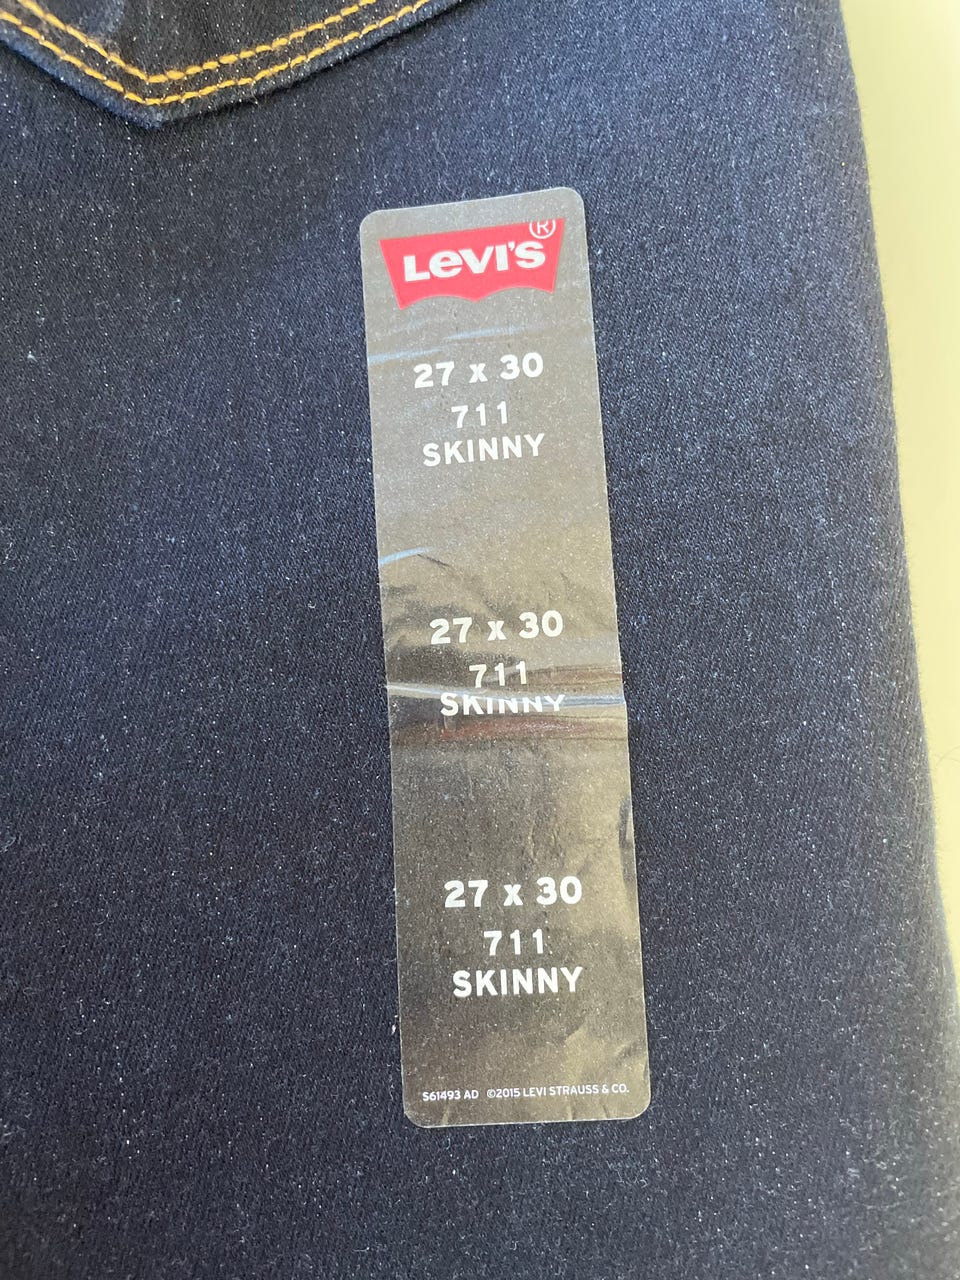 LEVI'S®
27 x 30
711
SKINNY
27 x 30
711
SKINNY
27 x 30
711
SKINNY
S61493 AD ©2015 LEVI STRAUSS & CO.